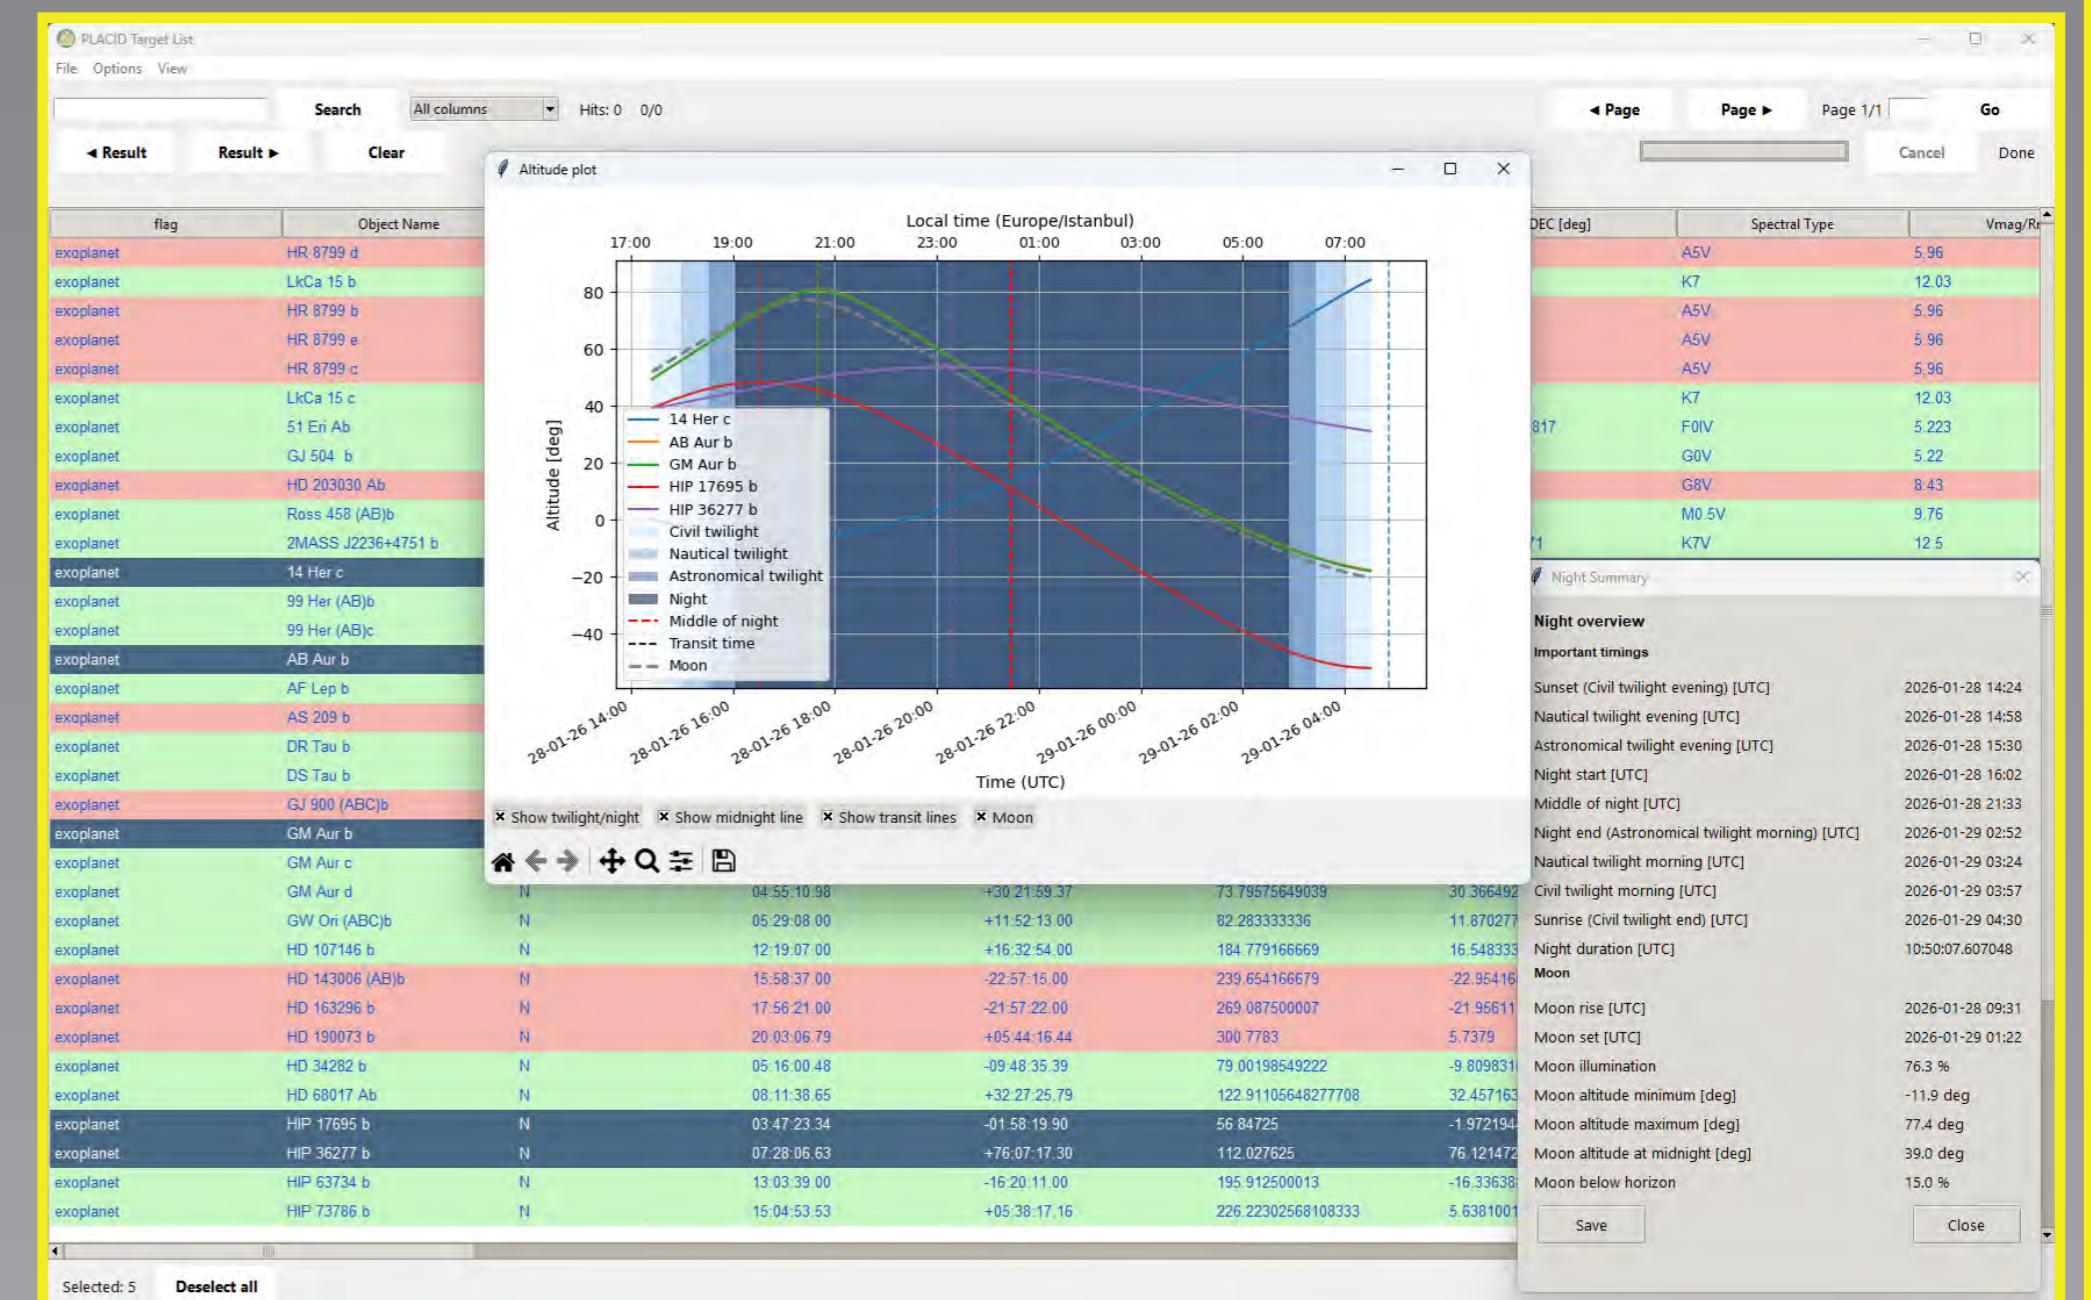 PLACID Target List
File Options View
Search All columns Hits: 0 0/0 ◄ Page Page ► Page 1/1 Go
◄ Result Result ► Clear Cancel Done
flag Object Name DEC [deg] Spectral Type Vmag/Rr
exoplanet HR 8799 d A5V 5.96
exoplanet LkCa 15 b K7 12.03
exoplanet HR 8799 b A5V 5.96
exoplanet HR 8799 e A5V 5.96
exoplanet HR 8799 c A5V 5.96
exoplanet LkCa 15 c K7 12.03
exoplanet 51 Eri Ab 817 F0IV 5.223
exoplanet GJ 504 b G0V 5.22
exoplanet HD 203030 Ab G8V 8.43
exoplanet Ross 458 (AB)b M0.5V 9.76
exoplanet 2MASS J2236+4751 b 71 K7V 12.5
exoplanet 14 Her c
exoplanet 99 Her (AB)b
exoplanet 99 Her (AB)c
exoplanet AB Aur b
exoplanet AF Lep b
exoplanet AS 209 b
exoplanet DR Tau b
exoplanet DS Tau b
exoplanet GJ 900 (ABC)b
exoplanet GM Aur b
exoplanet GM Aur c
exoplanet GM Aur d N 04:55:10.98 +30:21:59.37 73.79575649039 30.366492
exoplanet GW Ori (ABC)b N 05:29:08.00 +11:52:13.00 82.283333336 11.870277
exoplanet HD 107146 b N 12:19:07.00 +16:32:54.00 184.779166669 16.548333
exoplanet HD 143006 (AB)b N 15:58:37.00 -22:57:15.00 239.654166679 -22.95416
exoplanet HD 163296 b N 17:56:21.00 -21:57:22.00 269.087500007 -21.95611
exoplanet HD 190073 b N 20:03:06.79 +05:44:16.44 300.7783 5.7379
exoplanet HD 34282 b N 05:16:00.48 -09:48:35.39 79.00198549222 -9.809831
exoplanet HD 68017 Ab N 08:11:38.65 +32:27:25.79 122.91105648277708 32.457163
exoplanet HIP 17695 b N 03:47:23.34 -01:58:19.90 56.84725 -1.972194
exoplanet HIP 36277 b N 07:28:06.63 +76:07:17.30 112.027625 76.121472
exoplanet HIP 63734 b N 13:03:39.00 -16:20:11.00 195.912500013 -16.33638
exoplanet HIP 73786 b N 15:04:53.53 +05:38:17.16 226.22302568108333 5.6381001
Selected: 5 Deselect all
Altitude plot
Local time (Europe/Istanbul)
17:00 19:00 21:00 23:00 01:00 03:00 05:00 07:00
Altitude [deg]
80
60
40
20
0
−20
−40
14 Her c
AB Aur b
GM Aur b
HIP 17695 b
HIP 36277 b
Civil twilight
Nautical twilight
Astronomical twilight
Night
Middle of night
Transit time
Moon
28-01-26 14:00 28-01-26 16:00 28-01-26 18:00 28-01-26 20:00 28-01-26 22:00 29-01-26 00:00 29-01-26 02:00 29-01-26 04:00
Time (UTC)
Show twilight/night Show midnight line Show transit lines Moon
Night Summary
Night overview
Important timings
Sunset (Civil twilight evening) [UTC] 2026-01-28 14:24
Nautical twilight evening [UTC] 2026-01-28 14:58
Astronomical twilight evening [UTC] 2026-01-28 15:30
Night start [UTC] 2026-01-28 16:02
Middle of night [UTC] 2026-01-28 21:33
Night end (Astronomical twilight morning) [UTC] 2026-01-29 02:52
Nautical twilight morning [UTC] 2026-01-29 03:24
Civil twilight morning [UTC] 2026-01-29 03:57
Sunrise (Civil twilight end) [UTC] 2026-01-29 04:30
Night duration [UTC] 10:50:07.607048
Moon
Moon rise [UTC] 2026-01-28 09:31
Moon set [UTC] 2026-01-29 01:22
Moon illumination 76.3 %
Moon altitude minimum [deg] -11.9 deg
Moon altitude maximum [deg] 77.4 deg
Moon altitude at midnight [deg] 39.0 deg
Moon below horizon 15.0 %
Save Close